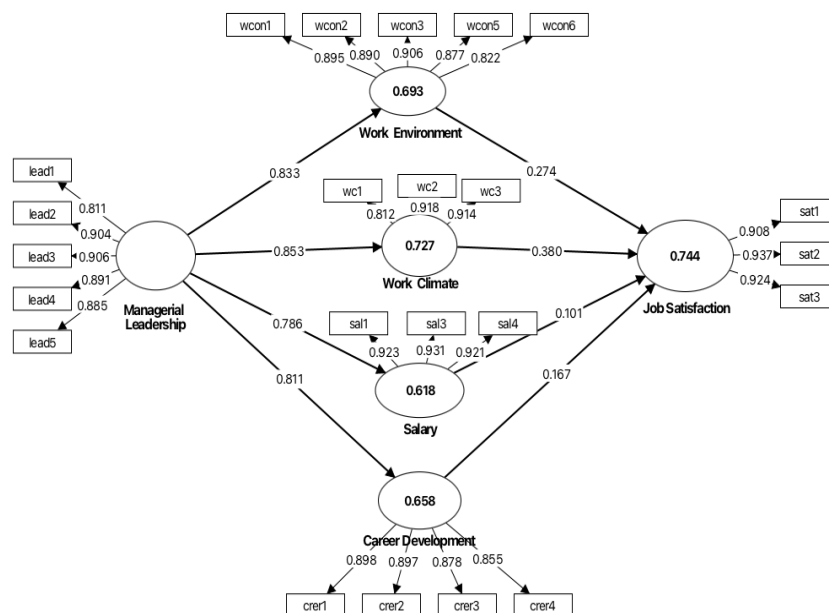 wcon1 wcon2 wcon3 wcon5 wcon6
0.895 0.890 0.906 0.877 0.822
0.693
Work Environment
0.833
0.274
lead1
lead2
lead3
lead4
lead5
0.811
0.904
0.906
0.891
0.885
Managerial
Leadership
wc1 wc2 wc3
0.812 0.918 0.914
0.853
0.727
0.380
Work Climate
0.744
Job Satisfaction
0.908
0.937
0.924
sat1
sat2
sat3
0.786
sal1 sal3 sal4
0.923 0.931 0.921
0.101
0.618
Salary
0.811
0.167
0.658
Career Development
0.898 0.897 0.878 0.855
crer1 crer2 crer3 crer4